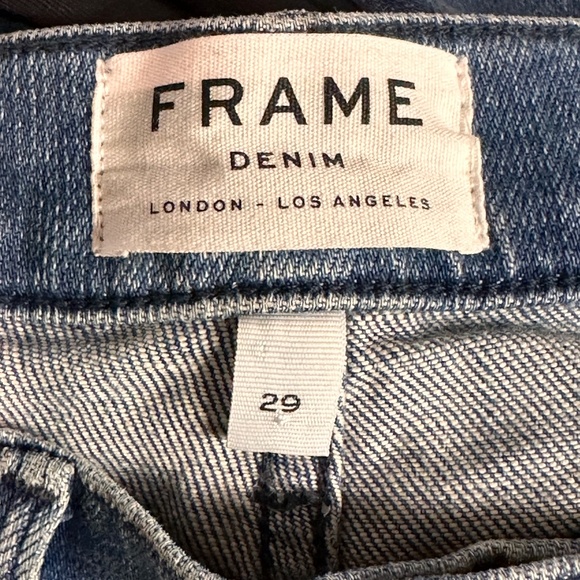 FRAME
DENIM
LONDON - LOS ANGELES
29